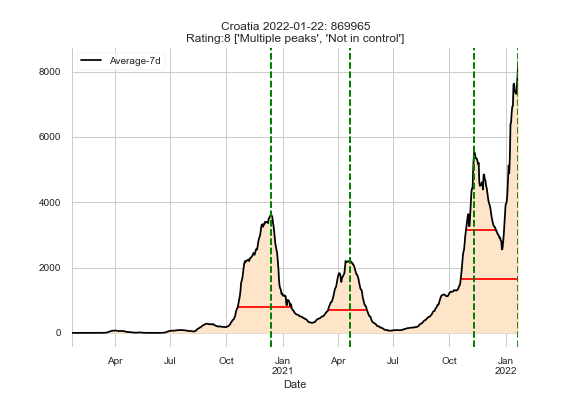 Croatia 2022-01-22: 869965
Rating:8 ['Multiple peaks', 'Not in control']
Average-7d
8000
6000
4000
2000
0
Apr
Jul
Oct
Jan
2021
Apr
Jul
Oct
Jan
2022
Date